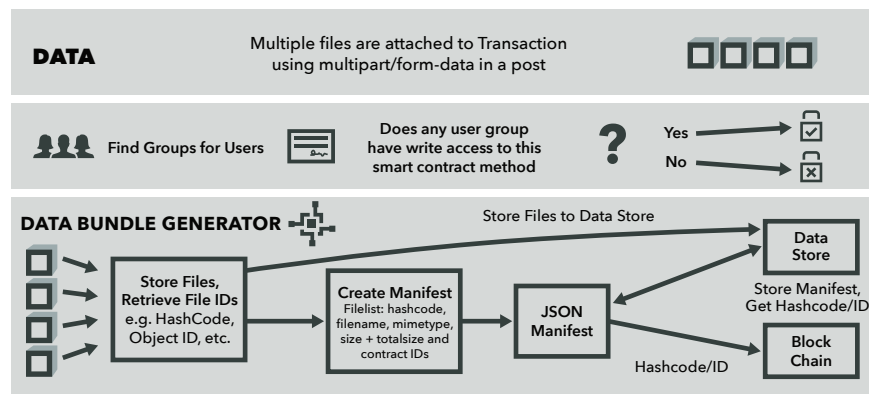 DATA
Multiple files are attached to Transaction
using multipart/form-data in a post
Find Groups for Users
Does any user group
have write access to this
smart contract method
?
Yes
No
DATA BUNDLE GENERATOR
Store Files to Data Store
Store Files,
Retrieve File IDs
e.g. HashCode,
Object ID, etc.
Create Manifest
Filelist: hashcode,
filename, mimetype,
size + totalsize and
contract IDs
JSON
Manifest
Data
Store
Store Manifest,
Get Hashcode/ID
Block
Chain
Hashcode/ID